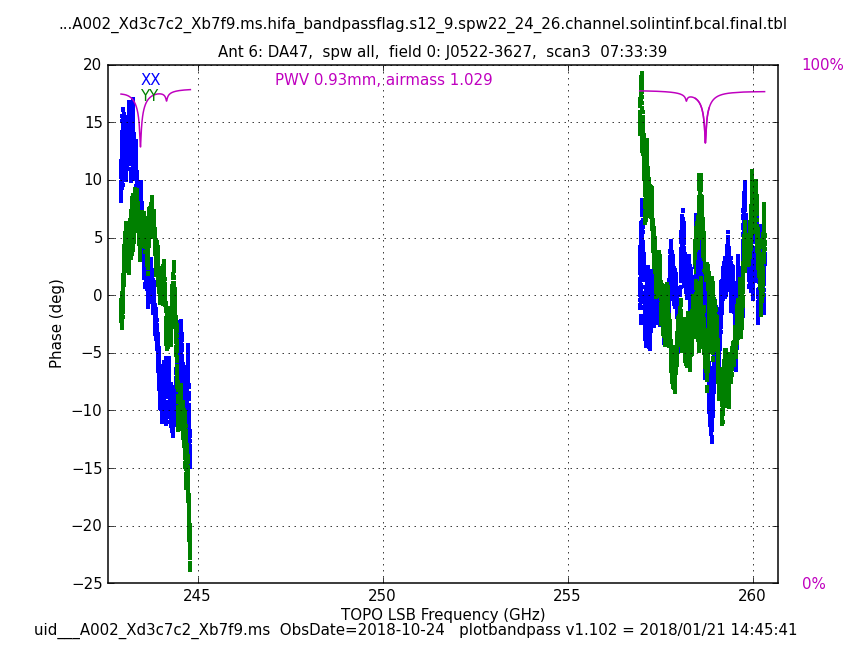 ...A002_Xd3c7c2_Xb7f9.ms.hifa_bandpassflag.s12_9.spw22_24_26.channel.solintinf.bcal.final.tbl
Ant 6: DA47,  spw all,  field 0: J0522-3627,  scan3  07:33:39
20
15
10
5
0
−5
−10
−15
−20
−25
Phase (deg)
XX
YY
PWV 0.93mm, airmass 1.029
100%
0%
245
250
255
260
TOPO LSB Frequency (GHz)
uid___A002_Xd3c7c2_Xb7f9.ms  ObsDate=2018-10-24   plotbandpass v1.102 = 2018/01/21 14:45:41